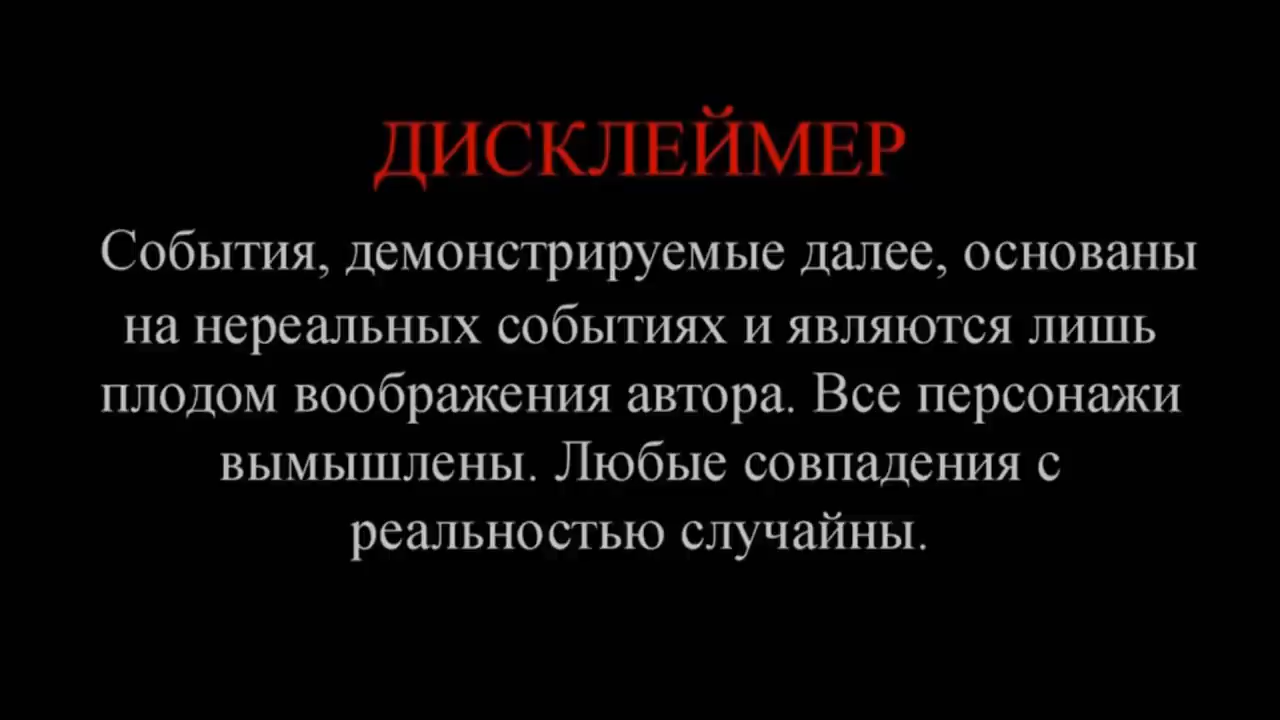 ДИСКЛЕЙМЕР
События, демонстрируемые далее, основаны
на нереальных событиях и являются лишь
плодом воображения автора. Все персонажи
вымышлены. Любые совпадения с
реальностью случайны.